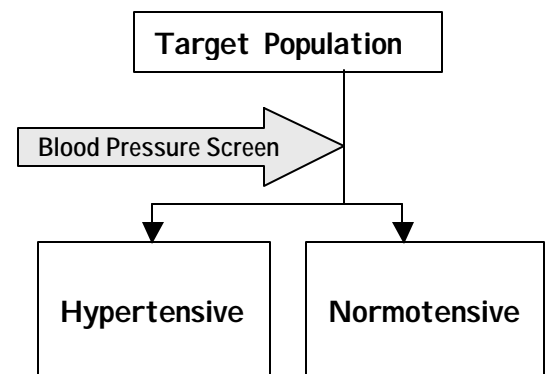 Target Population
Blood Pressure Screen
Hypertensive
Normotensive